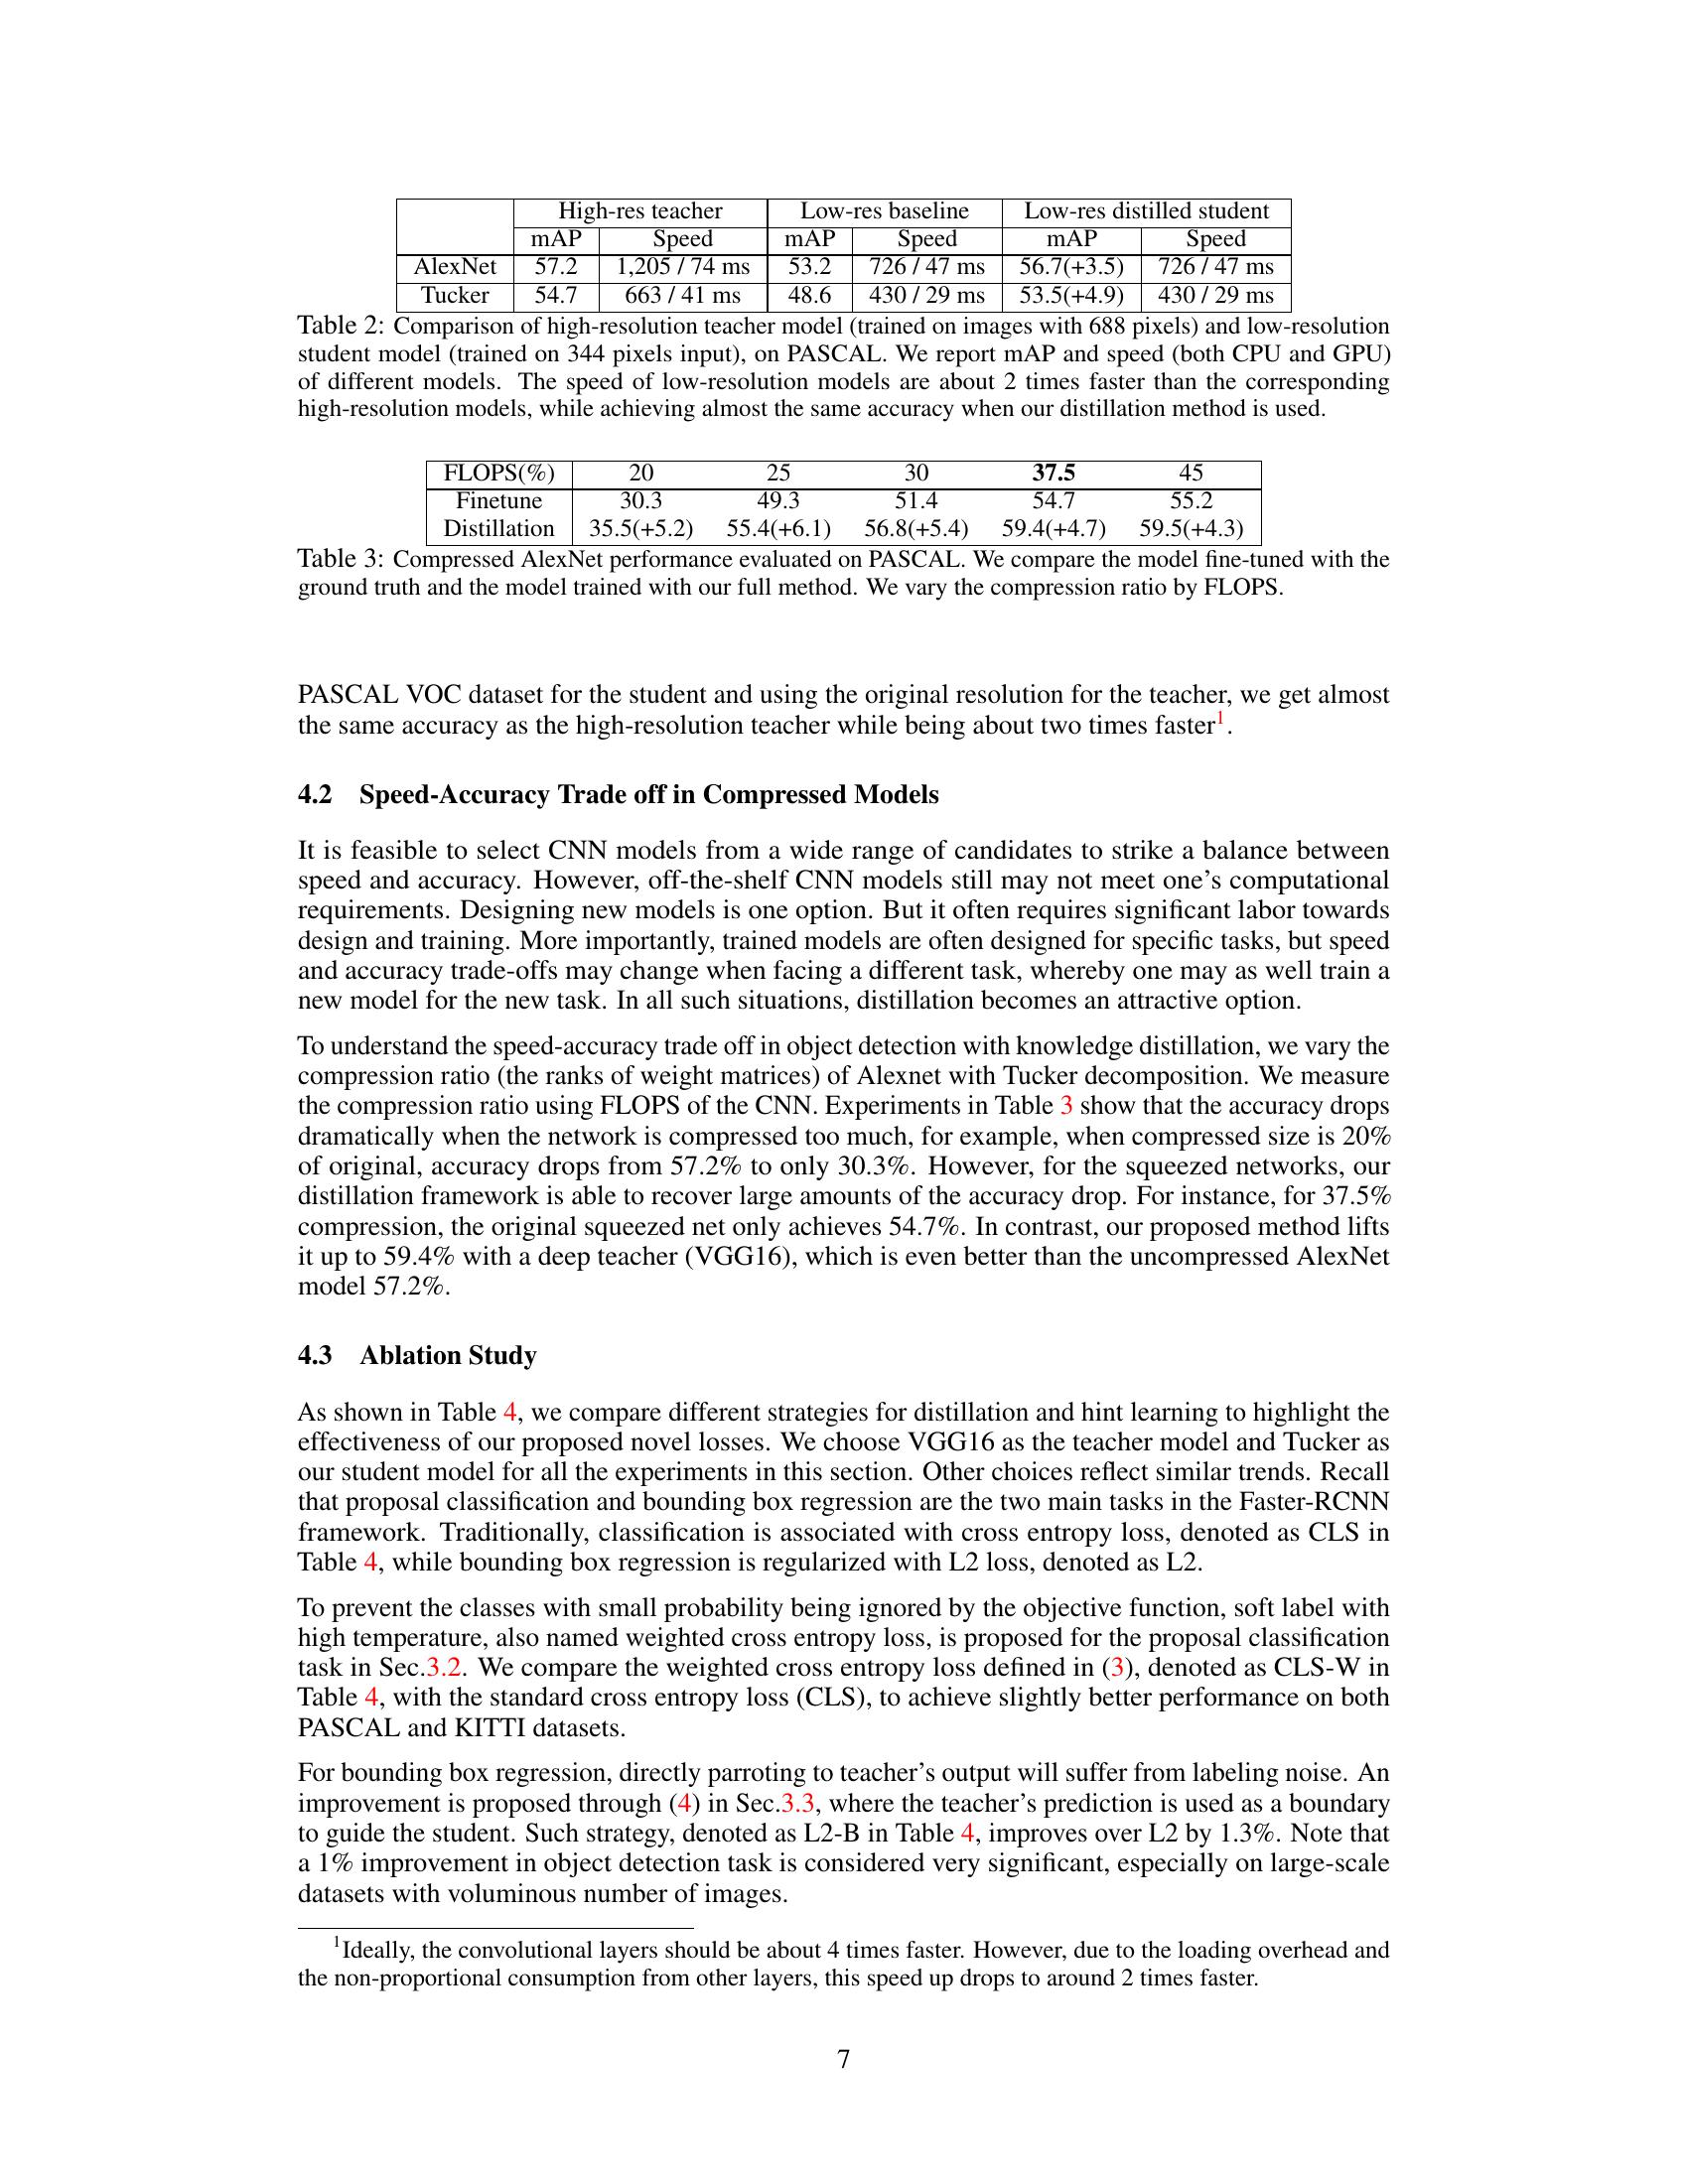 High-res teacher Low-res baseline Low-res distilled student
mAP Speed mAP Speed mAP Speed
AlexNet 57.2 1,205 / 74 ms 53.2 726 / 47 ms 56.7(+3.5) 726 / 47 ms
Tucker 54.7 663 / 41 ms 48.6 430 / 29 ms 53.5(+4.9) 430 / 29 ms
Table 2: Comparison of high-resolution teacher model (trained on images with 688 pixels) and low-resolution
student model (trained on 344 pixels input), on PASCAL. We report mAP and speed (both CPU and GPU)
of different models. The speed of low-resolution models are about 2 times faster than the corresponding
high-resolution models, while achieving almost the same accuracy when our distillation method is used.
FLOPS(%) 20 25 30 37.5 45
Finetune 30.3 49.3 51.4 54.7 55.2
Distillation 35.5(+5.2) 55.4(+6.1) 56.8(+5.4) 59.4(+4.7) 59.5(+4.3)
Table 3: Compressed AlexNet performance evaluated on PASCAL. We compare the model fine-tuned with the
ground truth and the model trained with our full method. We vary the compression ratio by FLOPS.
PASCAL VOC dataset for the student and using the original resolution for the teacher, we get almost
the same accuracy as the high-resolution teacher while being about two times faster1.
4.2 Speed-Accuracy Trade off in Compressed Models
It is feasible to select CNN models from a wide range of candidates to strike a balance between
speed and accuracy. However, off-the-shelf CNN models still may not meet one's computational
requirements. Designing new models is one option. But it often requires significant labor towards
design and training. More importantly, trained models are often designed for specific tasks, but speed
and accuracy trade-offs may change when facing a different task, whereby one may as well train a
new model for the new task. In all such situations, distillation becomes an attractive option.
To understand the speed-accuracy trade off in object detection with knowledge distillation, we vary the
compression ratio (the ranks of weight matrices) of Alexnet with Tucker decomposition. We measure
the compression ratio using FLOPS of the CNN. Experiments in Table 3 show that the accuracy drops
dramatically when the network is compressed too much, for example, when compressed size is 20%
of original, accuracy drops from 57.2% to only 30.3%. However, for the squeezed networks, our
distillation framework is able to recover large amounts of the accuracy drop. For instance, for 37.5%
compression, the original squeezed net only achieves 54.7%. In contrast, our proposed method lifts
it up to 59.4% with a deep teacher (VGG16), which is even better than the uncompressed AlexNet
model 57.2%.
4.3 Ablation Study
As shown in Table 4, we compare different strategies for distillation and hint learning to highlight the
effectiveness of our proposed novel losses. We choose VGG16 as the teacher model and Tucker as
our student model for all the experiments in this section. Other choices reflect similar trends. Recall
that proposal classification and bounding box regression are the two main tasks in the Faster-RCNN
framework. Traditionally, classification is associated with cross entropy loss, denoted as CLS in
Table 4, while bounding box regression is regularized with L2 loss, denoted as L2.
To prevent the classes with small probability being ignored by the objective function, soft label with
high temperature, also named weighted cross entropy loss, is proposed for the proposal classification
task in Sec.3.2. We compare the weighted cross entropy loss defined in (3), denoted as CLS-W in
Table 4, with the standard cross entropy loss (CLS), to achieve slightly better performance on both
PASCAL and KITTI datasets.
For bounding box regression, directly parroting to teacher's output will suffer from labeling noise. An
improvement is proposed through (4) in Sec.3.3, where the teacher's prediction is used as a boundary
to guide the student. Such strategy, denoted as L2-B in Table 4, improves over L2 by 1.3%. Note that
a 1% improvement in object detection task is considered very significant, especially on large-scale
datasets with voluminous number of images.
1Ideally, the convolutional layers should be about 4 times faster. However, due to the loading overhead and
the non-proportional consumption from other layers, this speed up drops to around 2 times faster.
7